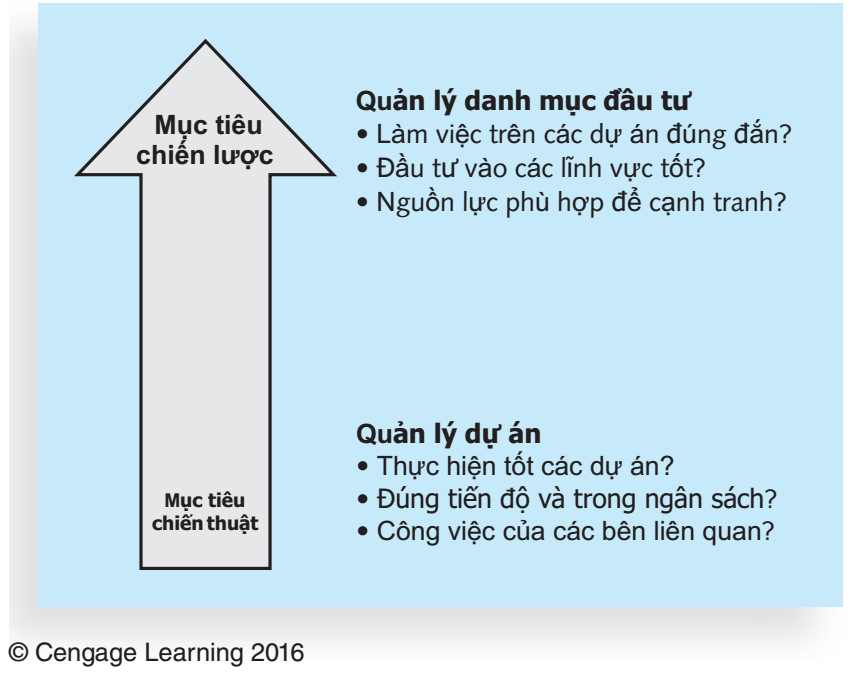 Mục tiêu
chiến lược
Quản lý danh mục đầu tư
• Làm việc trên các dự án đúng đắn?
• Đầu tư vào các lĩnh vực tốt?
• Nguồn lực phù hợp để cạnh tranh?
Mục tiêu
chiến thuật
Quản lý dự án
• Thực hiện tốt các dự án?
• Đúng tiến độ và trong ngân sách?
• Công việc của các bên liên quan?
© Cengage Learning 2016